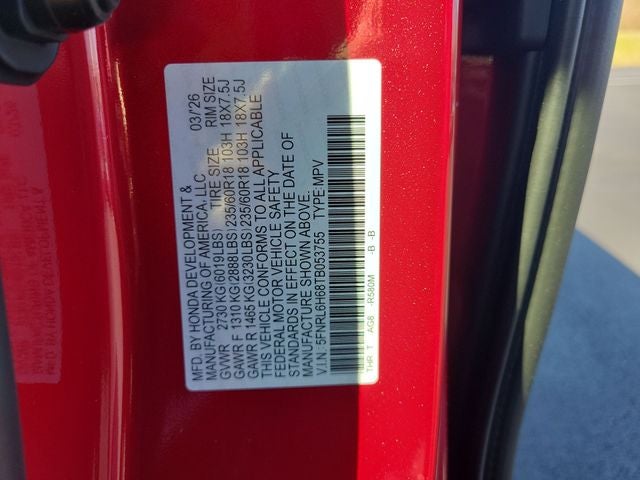 MFD. BY HONDA DEVELOPMENT &
MANUFACTURING OF AMERICA, LLC 03/26
GVWR 2730 KG(6019LBS) TIRE SIZE RIM SIZE
GAWR F 1310 KG(2888LBS) 235/60R18 103H 18X7.5J
GAWR R 1465 KG(3230LBS) 235/60R18 103H 18X7.5J
THIS VEHICLE CONFORMS TO ALL APPLICABLE
FEDERAL MOTOR VEHICLE SAFETY
STANDARDS IN EFFECT ON THE DATE OF
MANUFACTURE SHOWN ABOVE.
V.I.N.: 5FNRL6H68TB053755 TYPE:MPV
THR T /AG6 -R580M -B -B